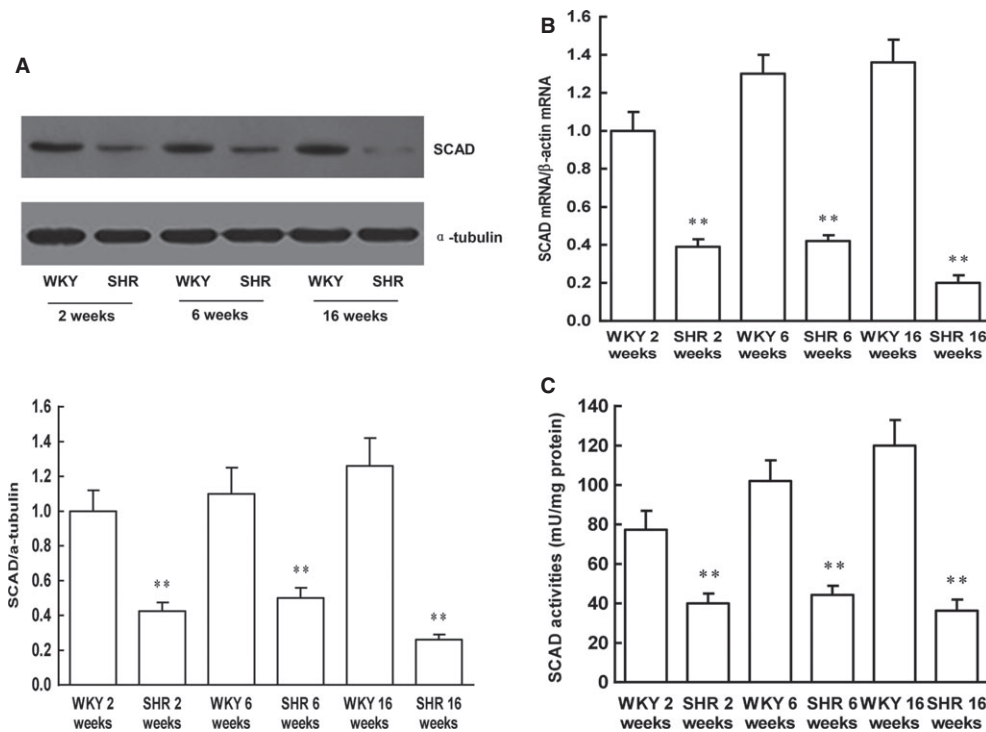 A
SCAD
α-tubulin
WKY SHR WKY SHR WKY SHR
2 weeks 6 weeks 16 weeks
SCAD/a-tubulin
1.6
1.4
1.2
1.0
0.8
0.6
0.4
0.2
0.0
**
**
**
WKY 2 weeks
SHR 2 weeks
WKY 6 weeks
SHR 6 weeks
WKY 16 weeks
SHR 16 weeks
B
SCAD mRNA/β-actin mRNA
1.6
1.4
1.2
1.0
0.8
0.6
0.4
0.2
0.0
**
**
**
WKY 2 weeks
SHR 2 weeks
WKY 6 weeks
SHR 6 weeks
WKY 16 weeks
SHR 16 weeks
C
SCAD activities (mU/mg protein)
140
120
100
80
60
40
20
0
**
**
**
WKY 2 weeks
SHR 2 weeks
WKY 6 weeks
SHR 6 weeks
WKY 16 weeks
SHR 16 weeks